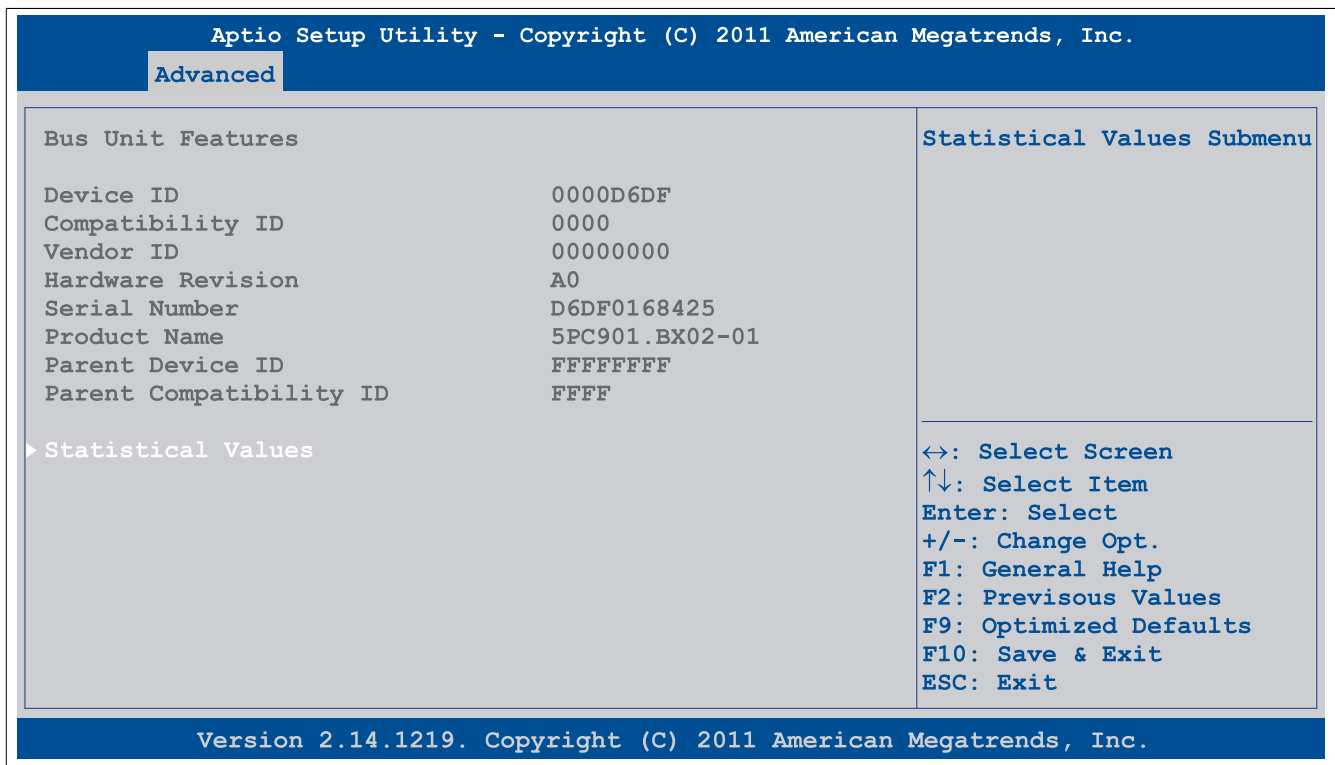 Aptio Setup Utility - Copyright (C) 2011 American Megatrends, Inc.
Advanced
Bus Unit Features
Device ID 0000D6DF
Compatibility ID 0000
Vendor ID 00000000
Hardware Revision A0
Serial Number D6DF0168425
Product Name 5PC901.BX02-01
Parent Device ID FFFFFFFF
Parent Compatibility ID FFFF
Statistical Values
Statistical Values Submenu
↔: Select Screen
↑↓: Select Item
Enter: Select
+/-: Change Opt.
F1: General Help
F2: Previsous Values
F9: Optimized Defaults
F10: Save & Exit
ESC: Exit
Version 2.14.1219. Copyright (C) 2011 American Megatrends, Inc.